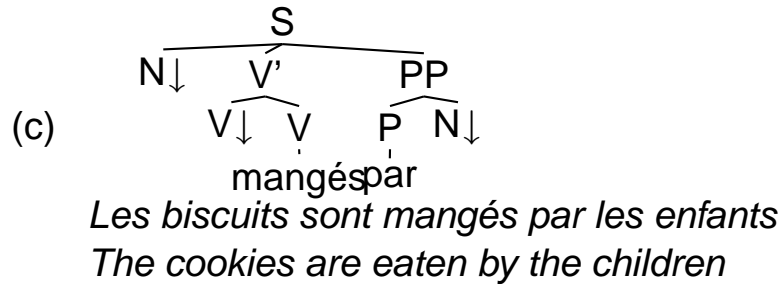 S
N↓ V' PP
(c) V↓ V P N↓
mangés par
Les biscuits sont mangés par les enfants
The cookies are eaten by the children